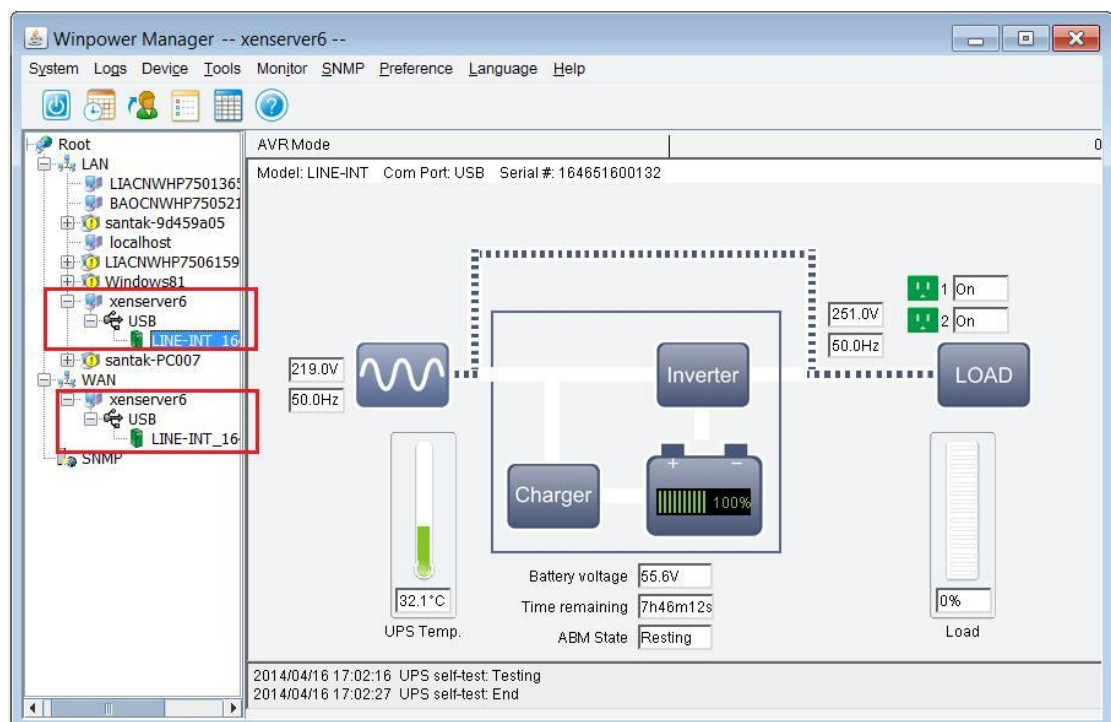 Winpower Manager -- xenserver6 --
System Logs Device Tools Monitor SNMP Preference Language Help
Root
LAN
LIACNWHP7501365
BAOCNWHP750521
santak-9d459a05
localhost
LIACNWHP7506159
Windows81
xenserver6
USB
LINE-INT_16
santak-PC007
WAN
xenserver6
USB
LINE-INT_16
SNMP
AVR Mode 0
Model: LINE-INT Com Port: USB Serial #: 164651600132
1 On
2 On
251.0V
50.0Hz
219.0V
50.0Hz
Inverter
LOAD
Charger
+ −
100%
Battery voltage 55.6V
Time remaining 7h46m12s
ABM State Resting
32.1°C
UPS Temp.
0%
Load
2014/04/16 17:02:16 UPS self-test: Testing
2014/04/16 17:02:27 UPS self-test: End